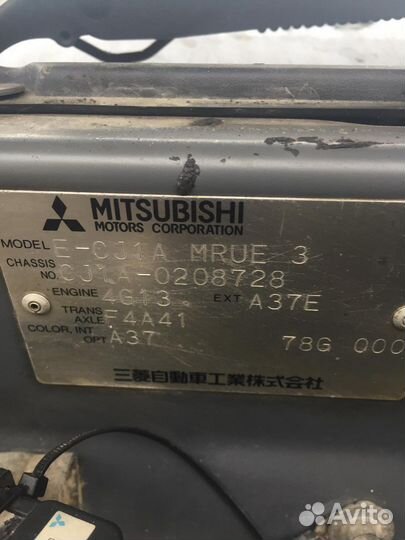 MITSUBISHI
MOTORS CORPORATION
MODEL E-CJ1A MRUE 3
CHASSIS NO. CJ1A-0208728
ENGINE 4G13 EXT A37E
TRANS AXLE F4A41
COLOR, INT OPT A37 78G 000
三菱自動車工業株式会社
Avito